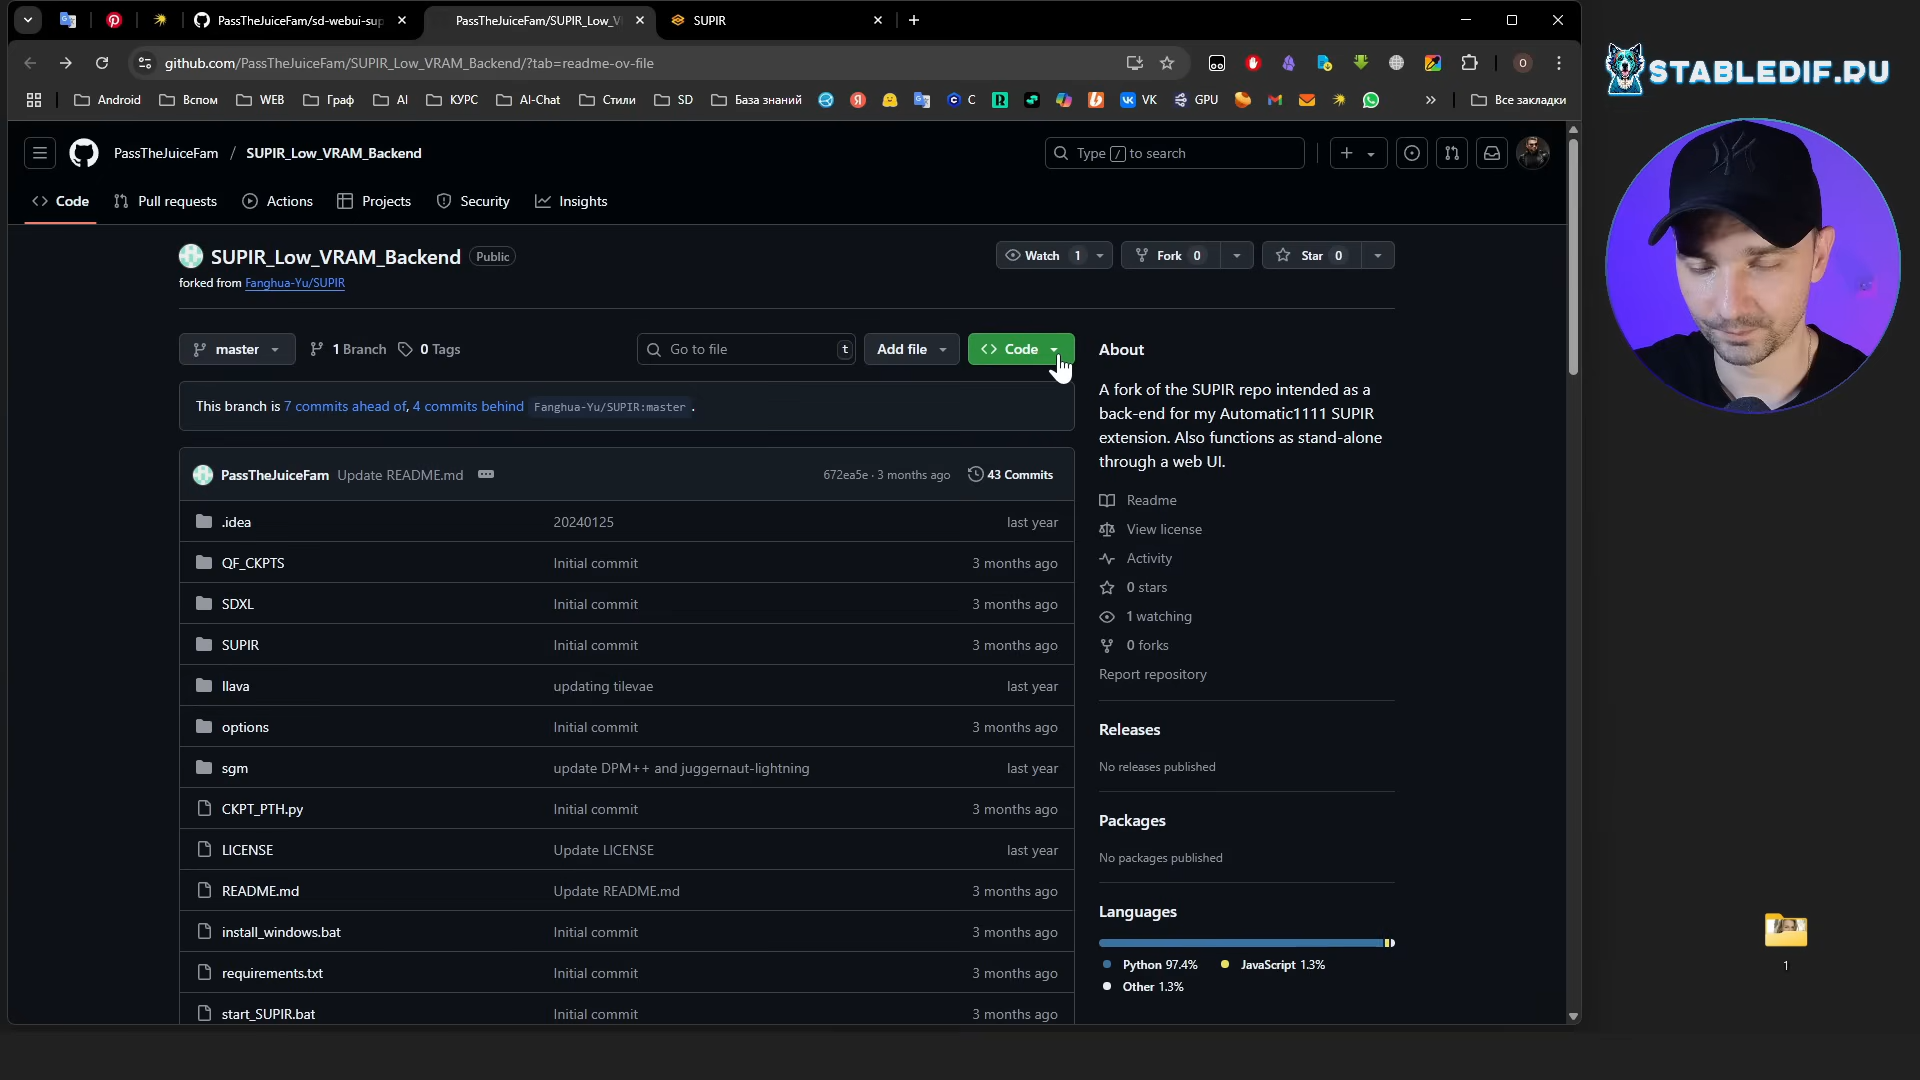 PassTheJuiceFam/sd-webui-sup
PassTheJuiceFam/SUPIR_Low_V
SUPIR
github.com/PassTheJuiceFam/SUPIR_Low_VRAM_Backend/?tab=readme-ov-file
O
Android
Вспом
WEB
Граф
AI
КУРС
AI-Chat
Стили
SD
База знаний
C
VK
GPU
Все закладки
STABLEDIF.RU
PassTheJuiceFam / SUPIR_Low_VRAM_Backend
Type / to search
Code
Pull requests
Actions
Projects
Security
Insights
SUPIR_Low_VRAM_Backend Public
Watch 1
Fork 0
Star 0
forked from Fanghua-Yu/SUPIR
master
1 Branch
0 Tags
Go to file t
Add file
Code
This branch is 7 commits ahead of, 4 commits behind Fanghua-Yu/SUPIR:master .
PassTheJuiceFam Update README.md
672ea5e · 3 months ago
43 Commits
.idea 20240125 last year
QF_CKPTS Initial commit 3 months ago
SDXL Initial commit 3 months ago
SUPIR Initial commit 3 months ago
llava updating tilevae last year
options Initial commit 3 months ago
sgm update DPM++ and juggernaut-lightning last year
CKPT_PTH.py Initial commit 3 months ago
LICENSE Update LICENSE last year
README.md Update README.md 3 months ago
install_windows.bat Initial commit 3 months ago
requirements.txt Initial commit 3 months ago
start_SUPIR.bat Initial commit 3 months ago
About
A fork of the SUPIR repo intended as a
back-end for my Automatic1111 SUPIR
extension. Also functions as stand-alone
through a web UI.
Readme
View license
Activity
0 stars
1 watching
0 forks
Report repository
Releases
No releases published
Packages
No packages published
Languages
Python 97.4%
JavaScript 1.3%
Other 1.3%
1